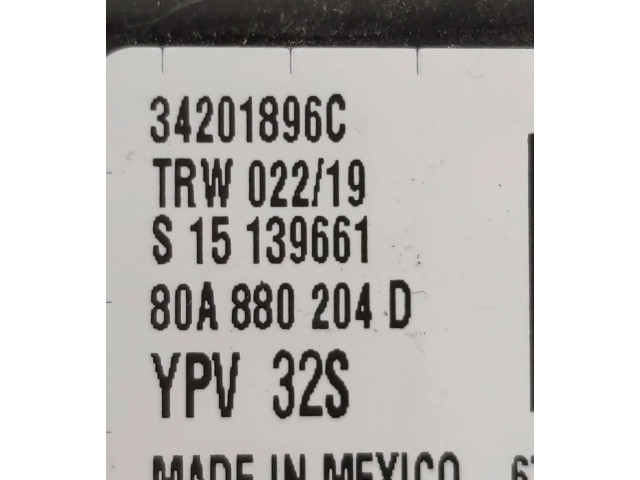 34201896C
TRW 022/19
S 15 139661
80A 880 204 D
YPV 32S
MADE IN MEXICO